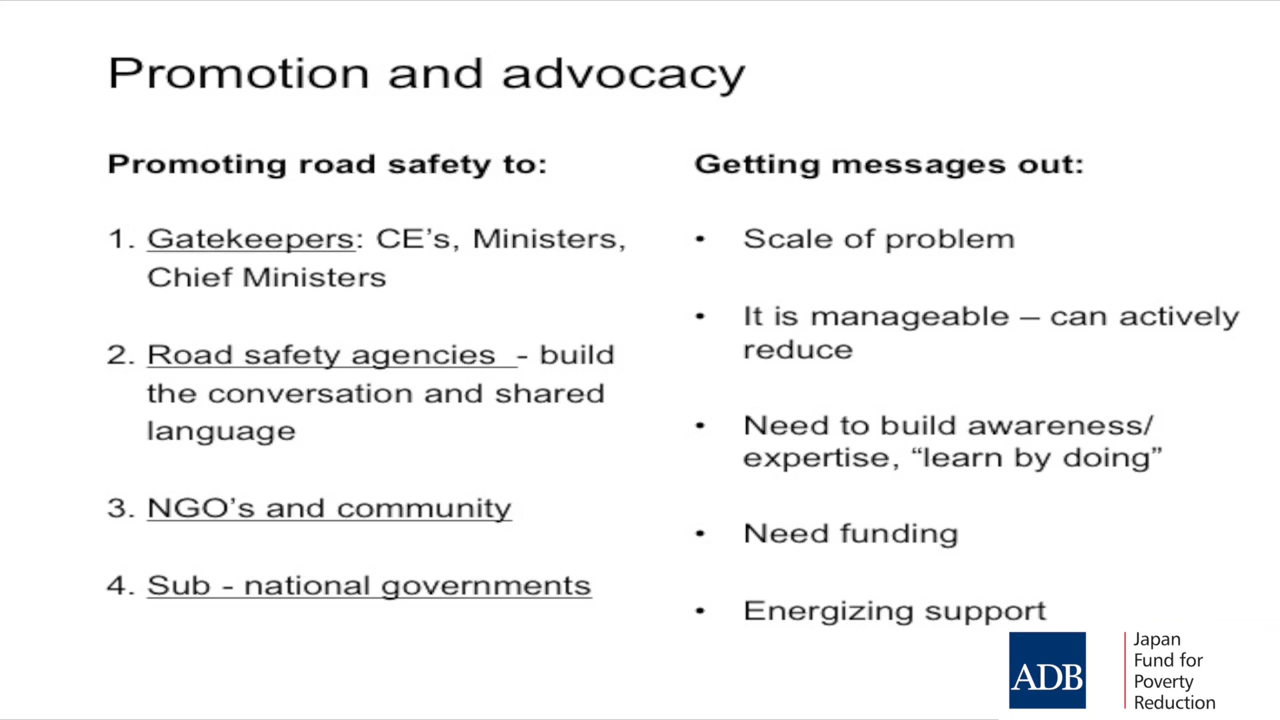 Promotion and advocacy
Promoting road safety to:
1. Gatekeepers: CE's, Ministers,
Chief Ministers
2. Road safety agencies - build
the conversation and shared
language
3. NGO's and community
4. Sub - national governments
Getting messages out:
• Scale of problem
• It is manageable – can actively
reduce
• Need to build awareness/
expertise, “learn by doing”
• Need funding
• Energizing support
ADB
Japan
Fund for
Poverty
Reduction